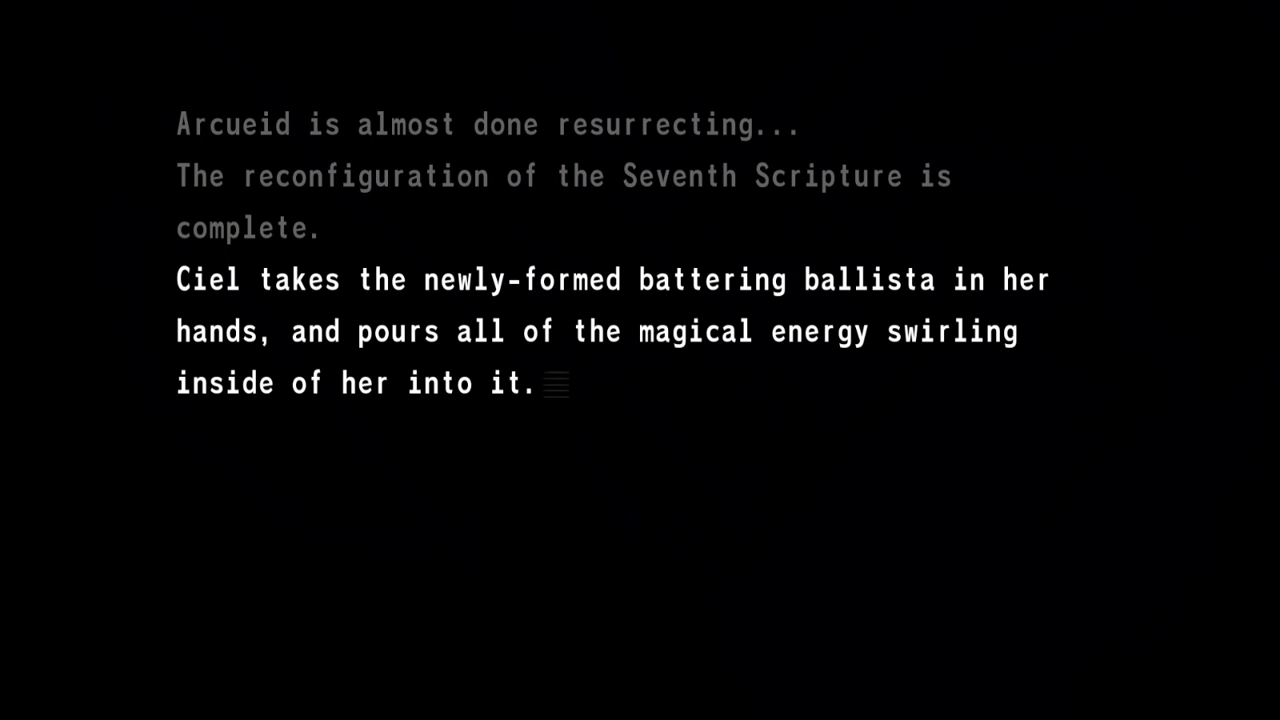 Arcueid is almost done resurrecting...
The reconfiguration of the Seventh Scripture is
complete.
Ciel takes the newly-formed battering ballista in her
hands, and pours all of the magical energy swirling
inside of her into it.